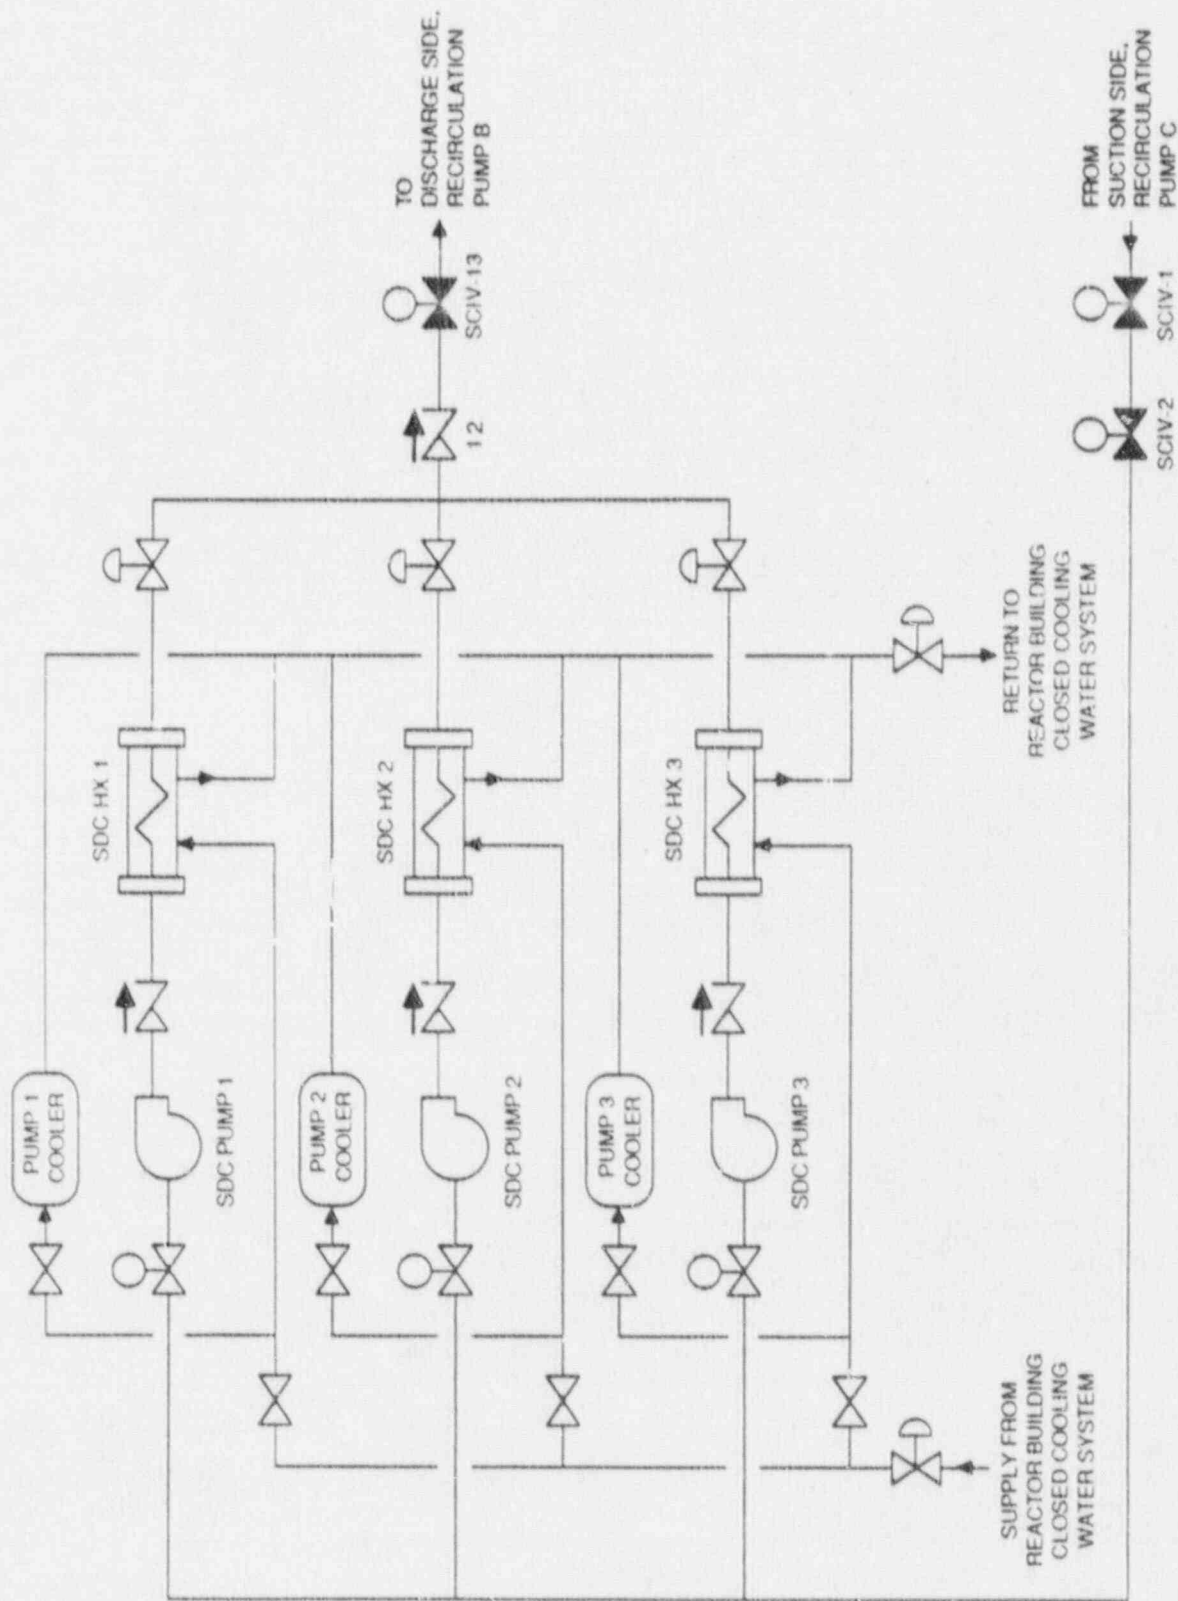 PUMP 1
COOLER
SDC PUMP 1
SDC HX 1
PUMP 2
COOLER
SDC PUMP 2
SDC HX 2
PUMP 3
COOLER
SDC PUMP 3
SDC HX 3
12
SCIV-13
TO
DISCHARGE SIDE,
RECIRCULATION
PUMP B
SUPPLY FROM
REACTOR BUILDING
CLOSED COOLING
WATER SYSTEM
RETURN TO
REACTOR BUILDING
CLOSED COOLING
WATER SYSTEM
SCIV-2
SCIV-1
FROM
SUCTION SIDE,
RECIRCULATION
PUMP C